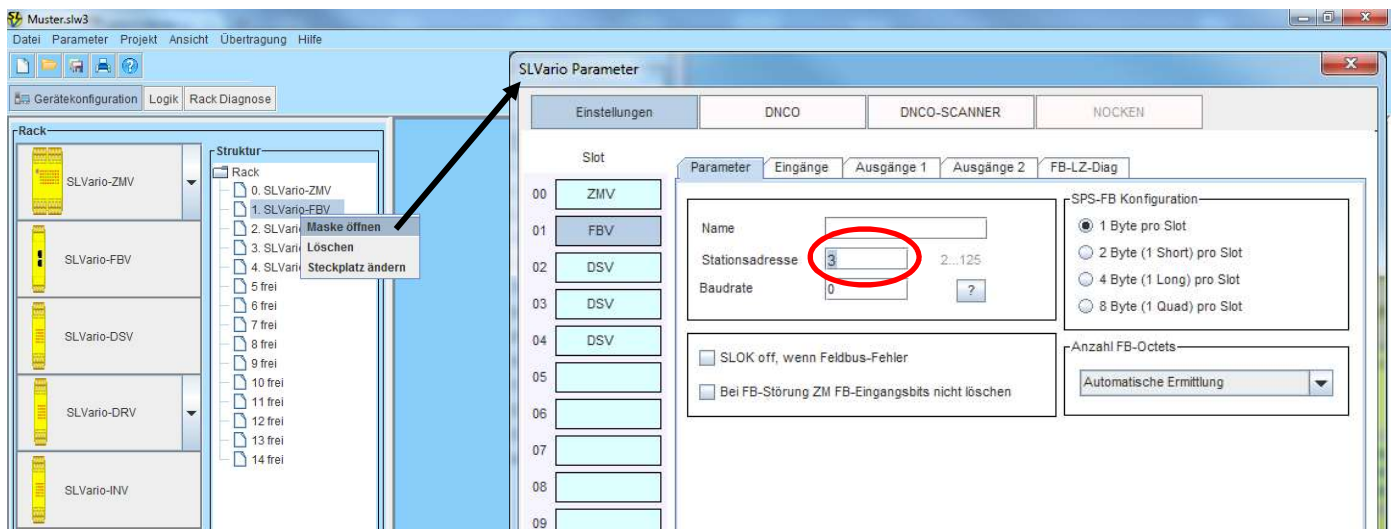 Muster.slw3
Datei Parameter Projekt Ansicht Übertragung Hilfe
Gerätekonfiguration Logik Rack Diagnose
Rack
SLVario-ZMV
SLVario-FBV
SLVario-DSV
SLVario-DRV
SLVario-INV
Struktur
Rack
0. SLVario-ZMV
1. SLVario-FBV
2. SLVari
3. SLVari
4. SLVari
5 frei
6 frei
7 frei
8 frei
9 frei
10 frei
11 frei
12 frei
13 frei
14 frei
Maske öffnen
Löschen
Steckplatz ändern
SLVario Parameter
Einstellungen DNCO DNCO-SCANNER NOCKEN
Slot
00 ZMV
01 FBV
02 DSV
03 DSV
04 DSV
05
06
07
08
09
Parameter Eingänge Ausgänge 1 Ausgänge 2 FB-LZ-Diag
Name
Stationsadresse 3 2...125
Baudrate 0 ?
SLOK off, wenn Feldbus-Fehler
Bei FB-Störung ZM FB-Eingangsbits nicht löschen
SPS-FB Konfiguration
1 Byte pro Slot
2 Byte (1 Short) pro Slot
4 Byte (1 Long) pro Slot
8 Byte (1 Quad) pro Slot
Anzahl FB-Octets
Automatische Ermittlung